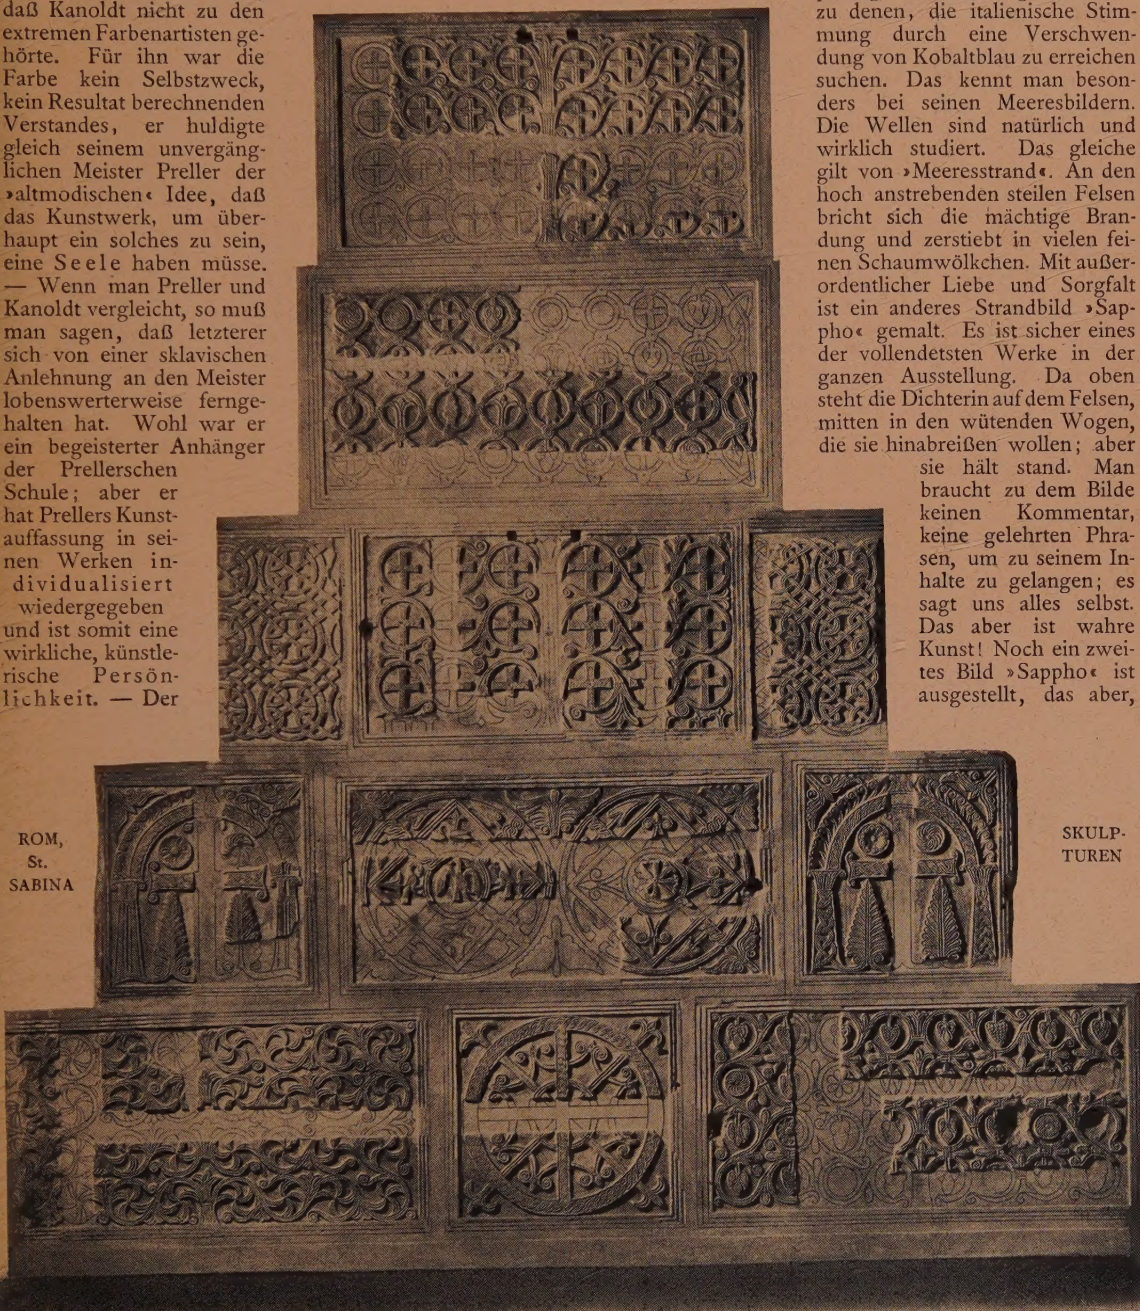 daß Kanoldt nicht zu den
extremen Farbenartisten ge-
hörte. Für ihn war die
Farbe kein Selbstzweck,
kein Resultat berechnenden
Verstandes, er huldigte
gleich seinem unvergäng-
lichen Meister Preller der
»altmodischen« Idee, daß
das Kunstwerk, um über-
haupt ein solches zu sein,
eine Seele haben müsse.
— Wenn man Preller und
Kanoldt vergleicht, so muß
man sagen, daß letzterer
sich von einer sklavischen
Anlehnung an den Meister
lobenswerterweise fernge-
halten hat. Wohl war er
ein begeisterter Anhänger
der Prellerschen
Schule; aber er
hat Prellers Kunst-
auffassung in sei-
nen Werken in-
dividualisiert
wiedergegeben
und ist somit eine
wirkliche, künstle-
rische Persön-
lichkeit. — Der
zu denen, die italienische Stim-
mung durch eine Verschwen-
dung von Kobaltblau zu erreichen
suchen. Das kennt man beson-
ders bei seinen Meeresbildern.
Die Wellen sind natürlich und
wirklich studiert. Das gleiche
gilt von »Meeresstrand«. An den
hoch anstrebenden steilen Felsen
bricht sich die mächtige Bran-
dung und zerstiebt in vielen fei-
nen Schaumwölkchen. Mit außer-
ordentlicher Liebe und Sorgfalt
ist ein anderes Strandbild »Sap-
pho« gemalt. Es ist sicher eines
der vollendetsten Werke in der
ganzen Ausstellung. Da oben
steht die Dichterin auf dem Felsen,
mitten in den wütenden Wogen,
die sie hinabreißen wollen; aber
sie hält stand. Man
braucht zu dem Bilde
keinen Kommentar,
keine gelehrten Phra-
sen, um zu seinem In-
halte zu gelangen; es
sagt uns alles selbst.
Das aber ist wahre
Kunst! Noch ein zwei-
tes Bild »Sappho« ist
ausgestellt, das aber,
ROM,
St.
SABINA
SKULP-
TUREN